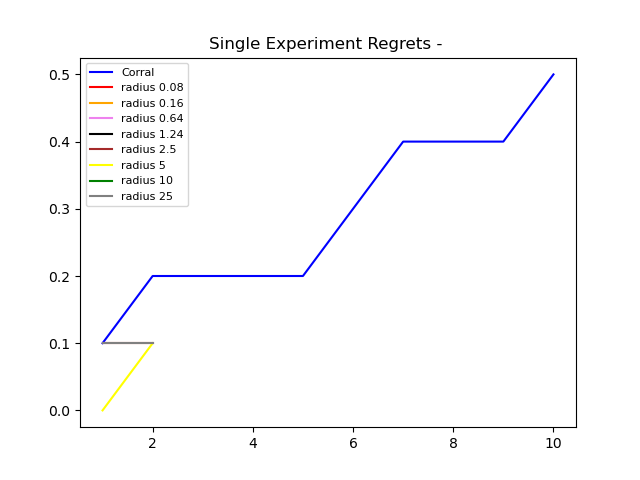 Single Experiment Regrets -
Corral
radius 0.08
radius 0.16
radius 0.64
radius 1.24
radius 2.5
radius 5
radius 10
radius 25
0.5
0.4
0.3
0.2
0.1
0.0
2 4 6 8 10